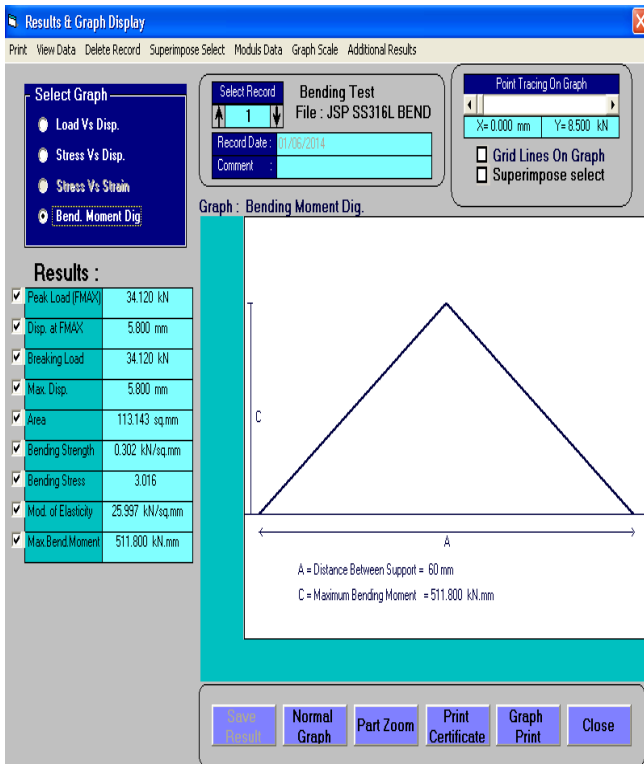 Results & Graph Display
Print View Data Delete Record Superimpose Select Moduls Data Graph Scale Addtional Results
Select Graph
Load Vs Disp.
Stress Vs Disp.
Stress Vs Strain
Bend. Moment Dig
Select Record
1
Bending Test
File : JSP SS316L BEND
Record Date : 01/06/2014
Comment :
Point Tracing On Graph
X= 0.000 mm Y= 8.500 kN
Grid Lines On Graph
Superimpose select
Graph : Bending Moment Dig.
Results :
Peak Load (FMAX) 34.120 kN
Disp. at FMAX 5.800 mm
Breaking Load 34.120 kN
Max. Disp. 5.800 mm
Area 113.143 sq.mm
Bending Strength 0.302 kN/sq.mm
Bending Stress 3.016
Mod. of Elasticity 25.997 kN/sq.mm
Max.Bend.Moment 511.800 kN.mm
C
A
A = Distance Between Support = 60 mm
C = Maximum Bending Moment = 511.800 kN.mm
Save Result
Normal Graph
Part Zoom
Print Certificate
Graph Print
Close